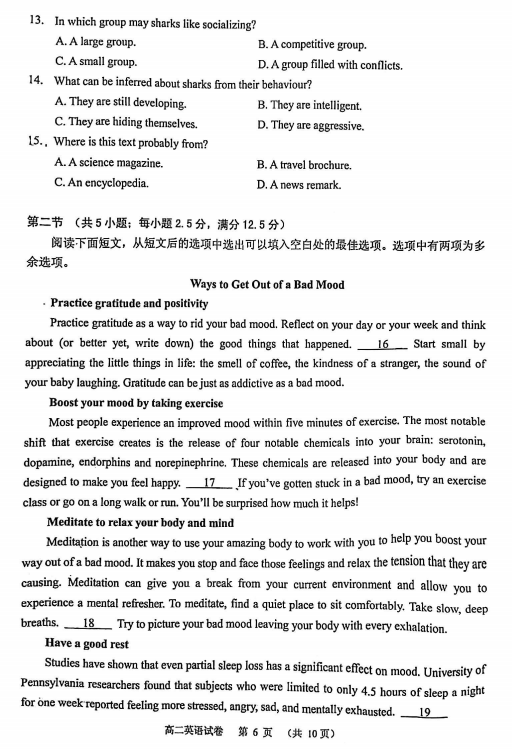 13. In which group may sharks like socializing?
A. A large group. B. A competitive group.
C. A small group. D. A group filled with conflicts.
14. What can be inferred about sharks from their behaviour?
A. They are still developing. B. They are intelligent.
C. They are hiding themselves. D. They are aggressive.
15. Where is this text probably from?
A. A science magazine. B. A travel brochure.
C. An encyclopedia. D. A news remark.
第二节 (共5小题;每小题2.5分,满分12.5分)
阅读下面短文,从短文后的选项中选出可以填入空白处的最佳选项。选项中有两项为多
余选项。
Ways to Get Out of a Bad Mood
Practice gratitude and positivity
Practice gratitude as a way to rid your bad mood. Reflect on your day or your week and think
about (or better yet, write down) the good things that happened. 16 Start small by
appreciating the little things in life: the smell of coffee, the kindness of a stranger, the sound of
your baby laughing. Gratitude can be just as addictive as a bad mood.
Boost your mood by taking exercise
Most people experience an improved mood within five minutes of exercise. The most notable
shift that exercise creates is the release of four notable chemicals into your brain: serotonin,
dopamine, endorphins and norepinephrine. These chemicals are released into your body and are
designed to make you feel happy. 17 If you've gotten stuck in a bad mood, try an exercise
class or go on a long walk or run. You'll be surprised how much it helps!
Meditate to relax your body and mind
Meditation is another way to use your amazing body to work with you to help you boost your
way out of a bad mood. It makes you stop and face those feelings and relax the tension that they are
causing. Meditation can give you a break from your current environment and allow you to
experience a mental refresher. To meditate, find a quiet place to sit comfortably. Take slow, deep
breaths. 18 Try to picture your bad mood leaving your body with every exhalation.
Have a good rest
Studies have shown that even partial sleep loss has a significant effect on mood. University of
Pennsylvania researchers found that subjects who were limited to only 4.5 hours of sleep a night
for one week reported feeling more stressed, angry, sad, and mentally exhausted. 19
高二英语试卷 第 6 页 (共 10 页)